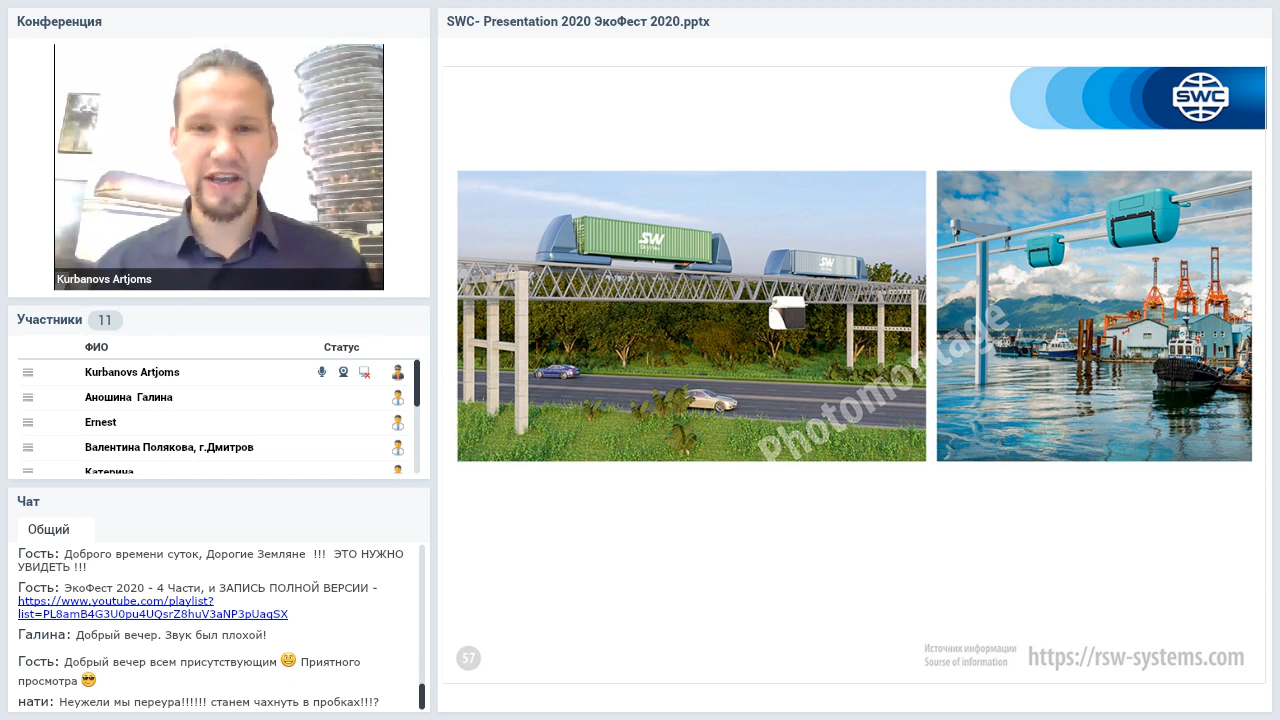 Конференция
Kurbanovs Artjoms
Участники 11
ФИО Статус
Kurbanovs Artjoms
Аношина Галина
Ernest
Валентина Полякова, г.Дмитров
Катерина
Чат
Общий
Гость: Доброго времени суток, Дорогие Земляне !!! ЭТО НУЖНО
УВИДЕТЬ !!!
Гость: ЭкоФест 2020 - 4 Части, и ЗАПИСЬ ПОЛНОЙ ВЕРСИИ -
https://www.youtube.com/playlist?
list=PL8amB4G3U0pu4UQsrZ8huV3aNP3pUaqSX
Галина: Добрый вечер. Звук был плохой!
Гость: Добрый вечер всем присутствующим Приятного
просмотра
нати: Неужели мы переура!!!!!! станем чахнуть в пробках!!!?
SWC- Presentation 2020 ЭкоФест 2020.pptx
SWC
SW
SW
Photomontage
57
Источник информации
Sourse of information
https://rsw-systems.com